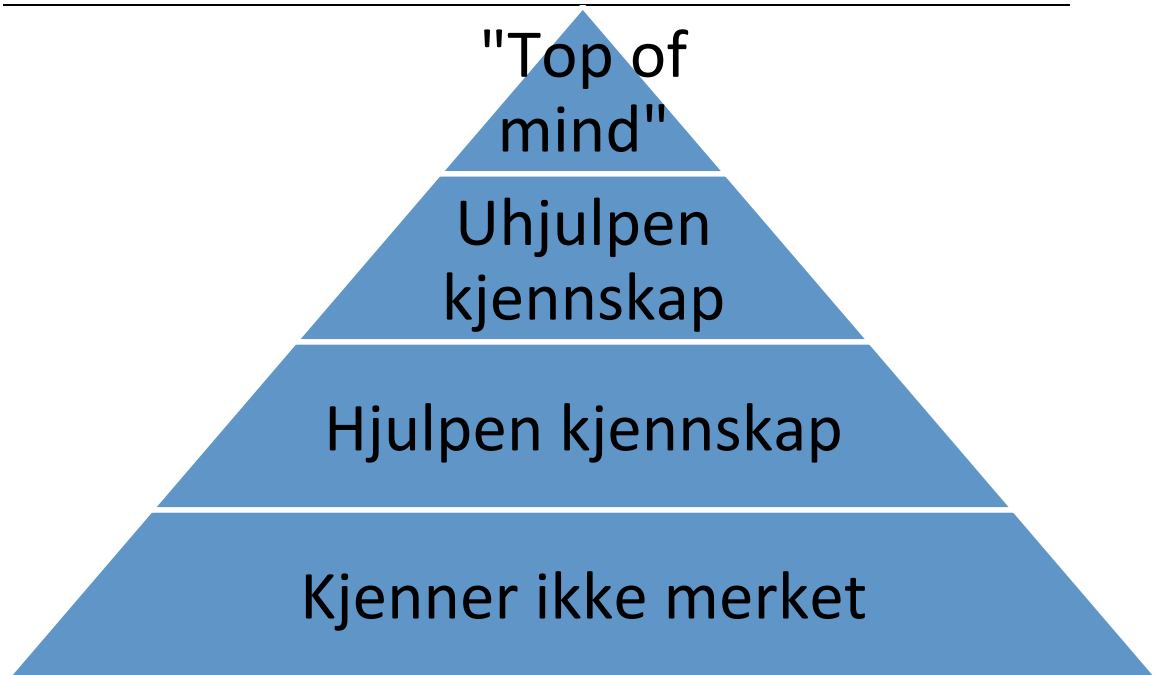 "Top of
mind"
Uhjulpen
kjennskap
Hjulpen kjennskap
Kjenner ikke merket